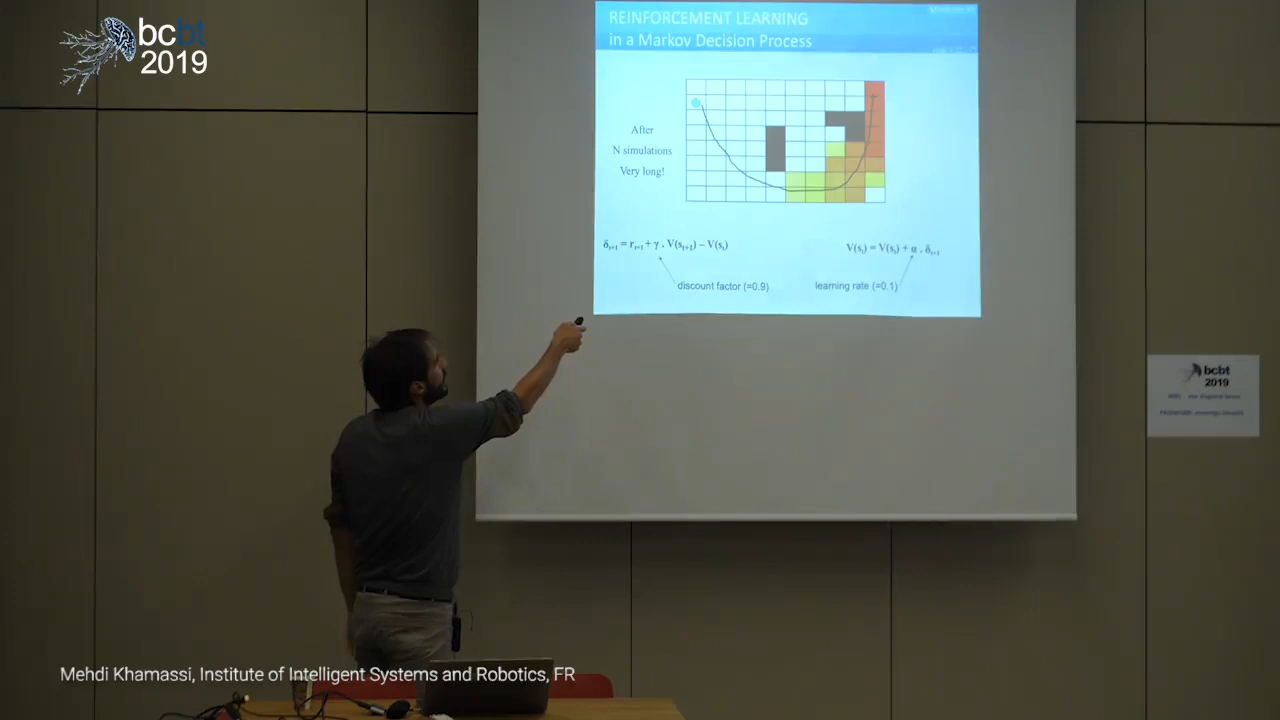 bcbt
2019
REINFORCEMENT LEARNING
in a Markov Decision Process
After
N simulations
Very long!
δt+1 = rt+1 + γ . V(st+1) – V(st)
V(st) = V(st) + α . δt+1
discount factor (=0.9)
learning rate (=0.1)
bcbt
2019
Mehdi Khamassi, Institute of Intelligent Systems and Robotics, FR